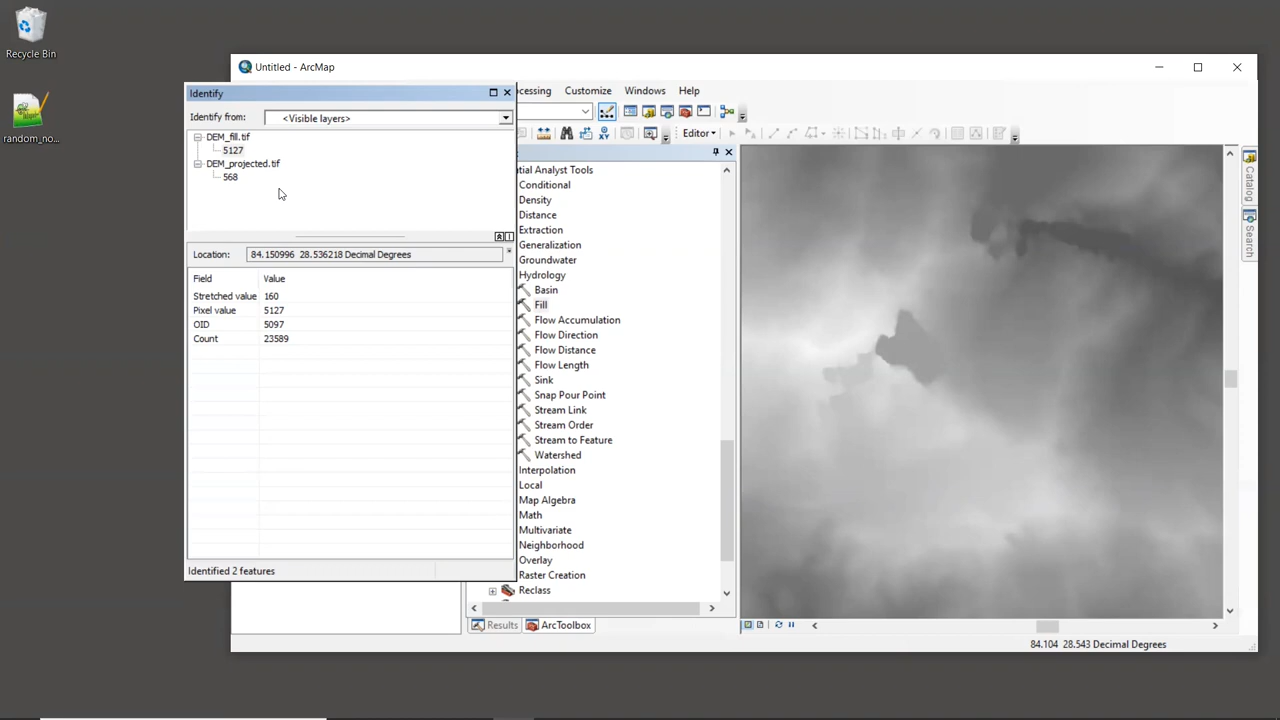 Recycle Bin
random_no...
Untitled - ArcMap
Identify
ocessing
Customize
Windows
Help
Identify from:
<Visible layers>
Editor
DEM_fill.tif
5127
DEM_projected.tif
568
Location:
84.150996 28.536218 Decimal Degrees
Field Value
Stretched value 160
Pixel value 5127
OID 5097
Count 23589
Identified 2 features
ntial Analyst Tools
Conditional
Density
Distance
Extraction
Generalization
Groundwater
Hydrology
Basin
Fill
Flow Accumulation
Flow Direction
Flow Distance
Flow Length
Sink
Snap Pour Point
Stream Link
Stream Order
Stream to Feature
Watershed
Interpolation
Local
Map Algebra
Math
Multivariate
Neighborhood
Overlay
Raster Creation
Reclass
Results
ArcToolbox
Catalog
Search
84.104 28.543 Decimal Degrees